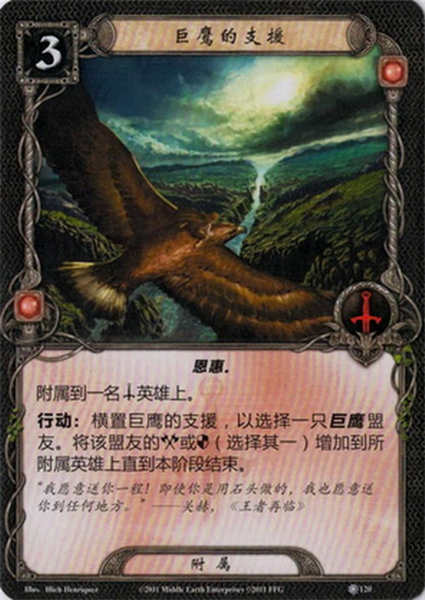 3
巨鹰的支援
恩惠.
附属到一名英雄上。
行动：横置巨鹰的支援，以选择一只巨鹰盟
友。将该盟友的或（选择其一）增加到所
附属英雄上直到本阶段结束。
“我愿意送你一程！即使你是用石头做的，我也愿意送
你到任何地方。”——关赫，《王者再临》
附属
Illus. Ilich Henriquez
©2011 Middle Earth Enterprises ©2011 FFG
120